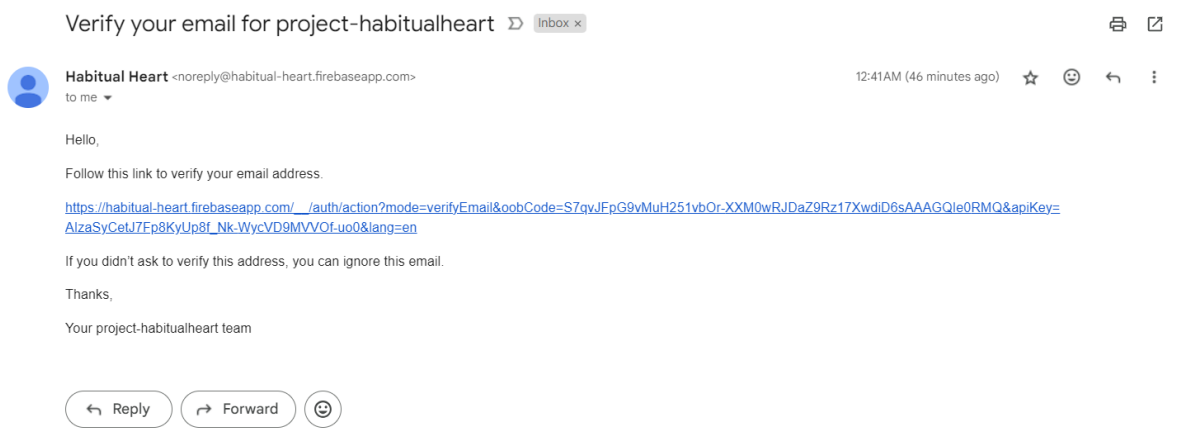 Verify your email for project-habitualheart Inbox ×
Habitual Heart <noreply@habitual-heart.firebaseapp.com> 12:41 AM (46 minutes ago)
to me
Hello,
Follow this link to verify your email address.
https://habitual-heart.firebaseapp.com/__/auth/action?mode=verifyEmail&oobCode=S7qvJFpG9vMuH251vbOr-XXM0wRJDaZ9Rz17XwdiD6sAAAGQIe0RMQ&apiKey=
AIzaSyCetJ7Fp8KyUp8f_Nk-WycVD9MVVOf-uo0&lang=en
If you didn't ask to verify this address, you can ignore this email.
Thanks,
Your project-habitualheart team
Reply Forward